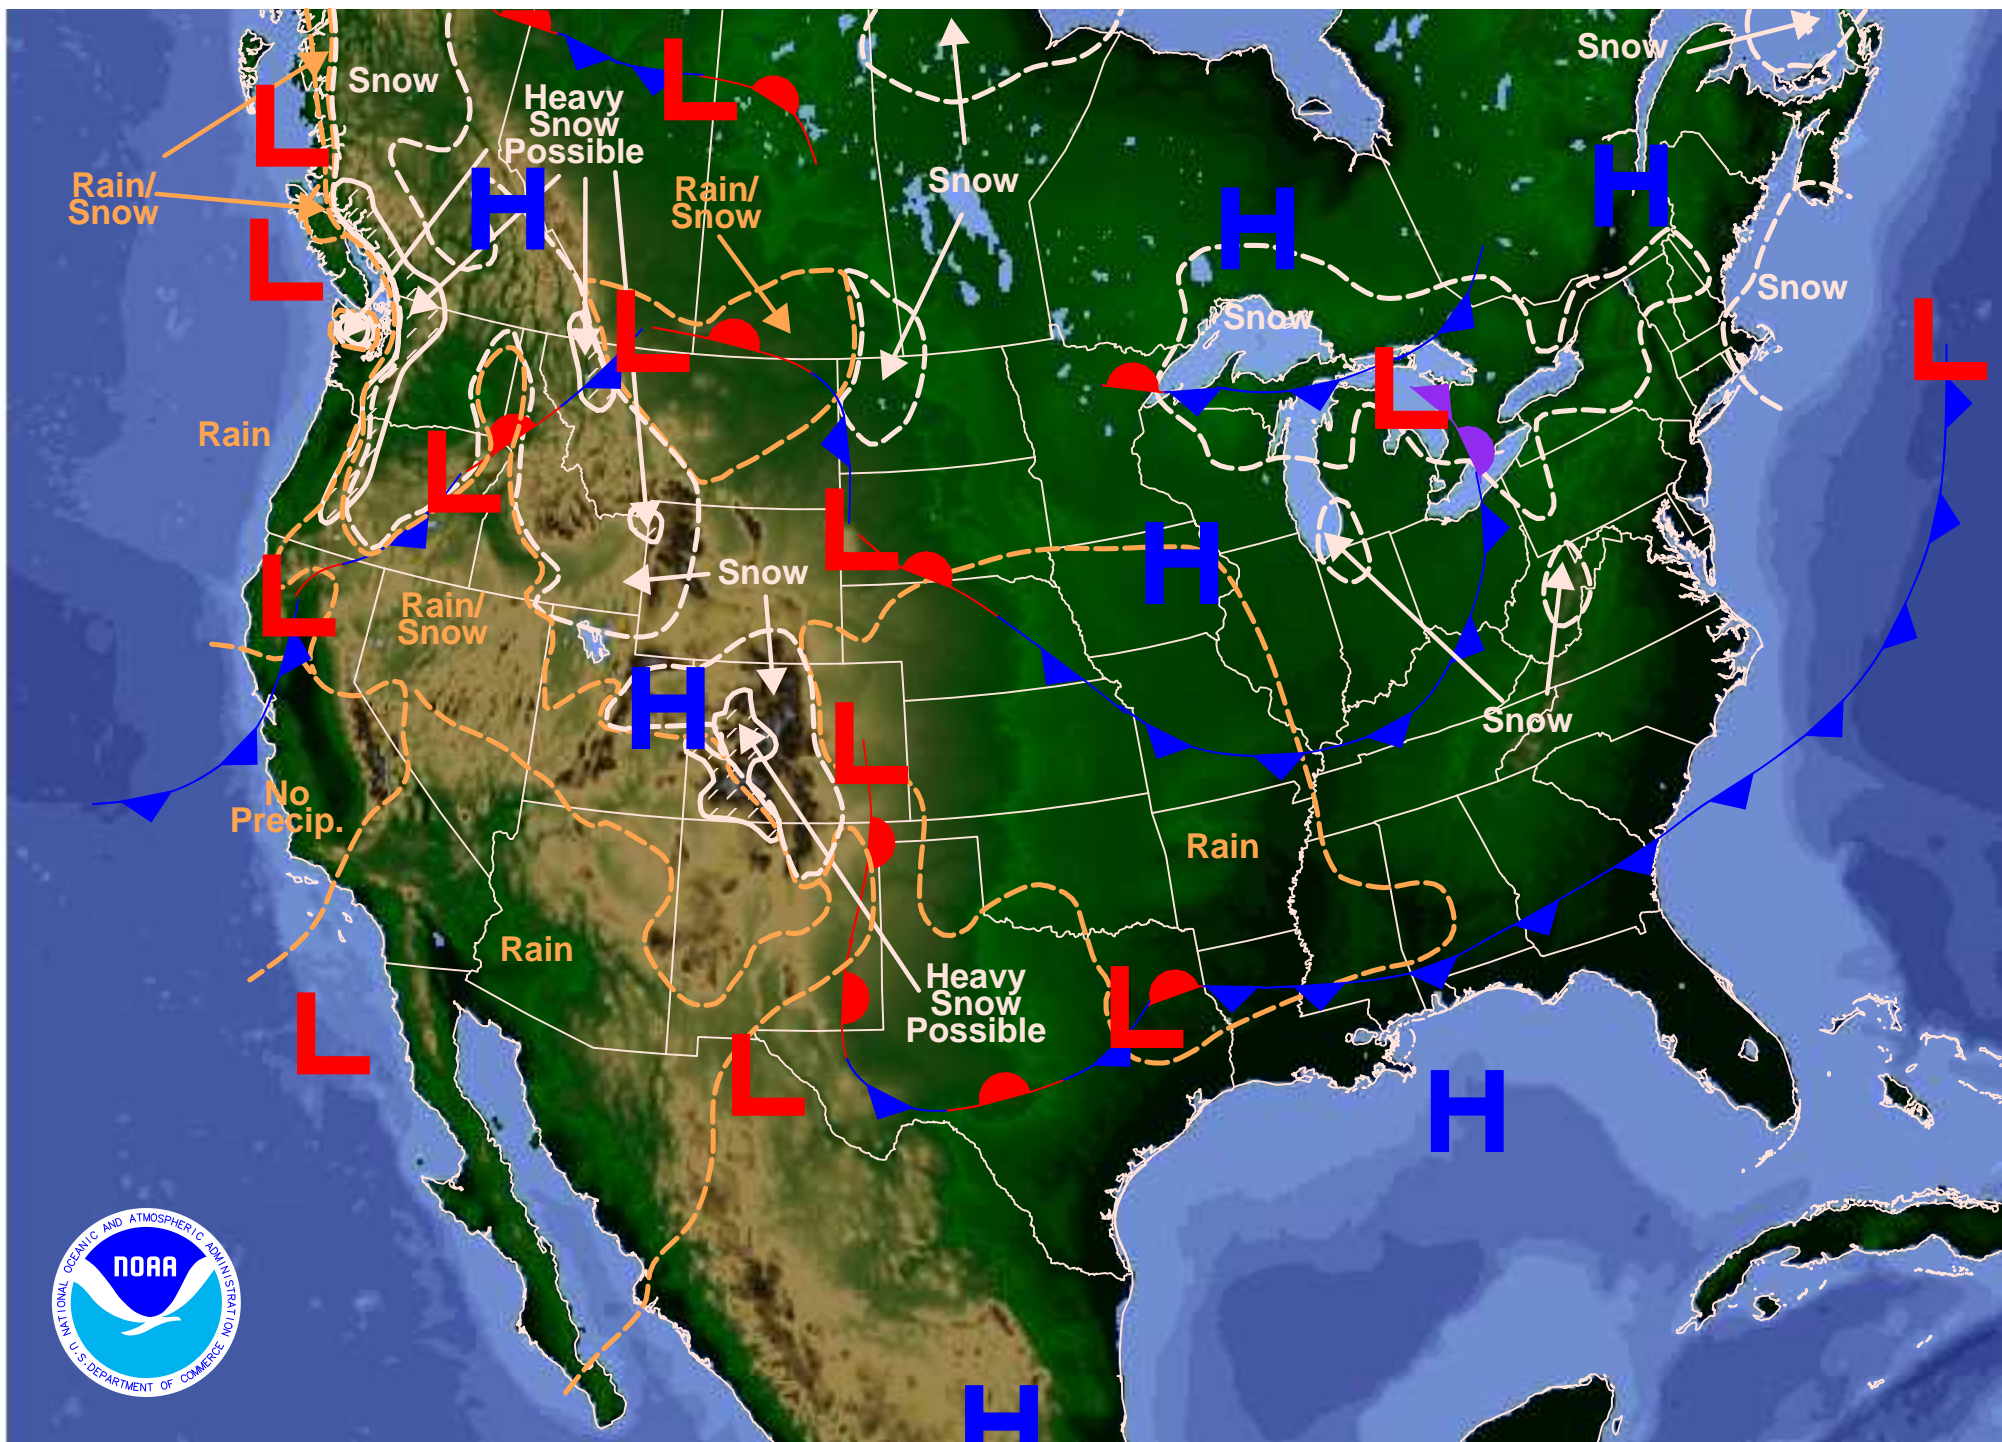 Snow
Snow
Heavy
Snow
Possible
Rain/
Snow
Rain/
Snow
Snow
H
H
H
L
L
L
Snow
Snow
L
L
L
L
Rain
L
L
H
L
Snow
Rain/
Snow
H
L
Snow
No
Precip.
Rain
Rain
Heavy
Snow
Possible
L
L
L
H
H
NATIONAL OCEANIC AND ATMOSPHERIC ADMINISTRATION
NOAA
U.S. DEPARTMENT OF COMMERCE